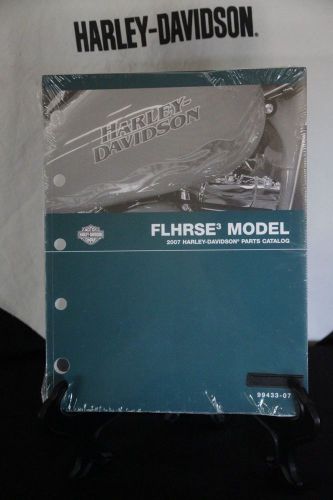 HARLEY-DAVIDSON.®
HARLEY-
DAVIDSON
FLHRSE³ MODEL
2007 HARLEY-DAVIDSON® PARTS CATALOG
99433-07